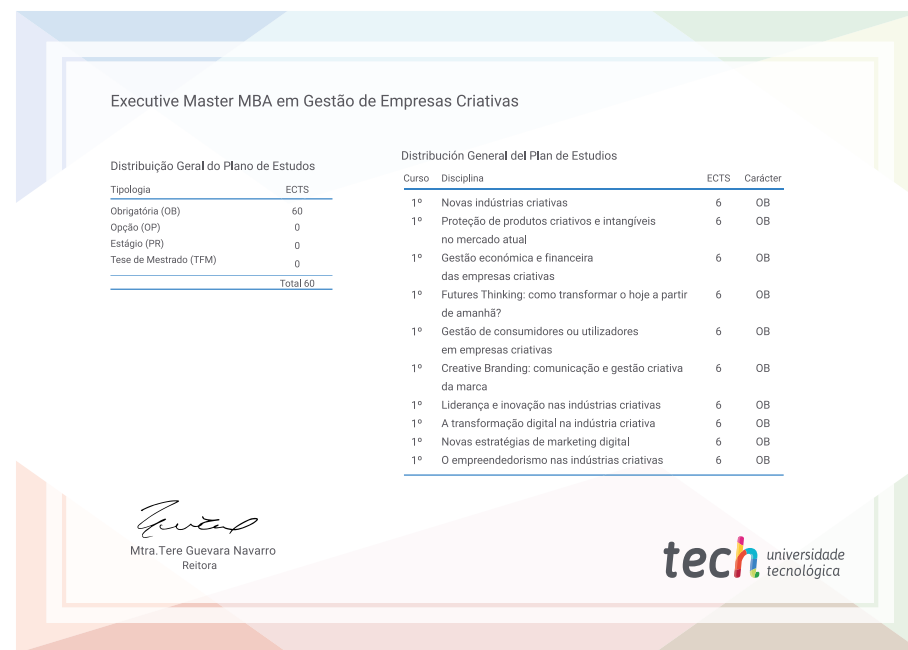 Executive Master MBA em Gestão de Empresas Criativas
Distribuição Geral do Plano de Estudos
Tipologia ECTS
Obrigatória (OB) 60
Opção (OP) 0
Estágio (PR) 0
Tese de Mestrado (TFM) 0
Total 60
Distribución General del Plan de Estudios
Curso Disciplina ECTS Carácter
1º Novas indústrias criativas 6 OB
1º Proteção de produtos criativos e intangíveis 6 OB
no mercado atual
1º Gestão económica e financeira 6 OB
das empresas criativas
1º Futures Thinking: como transformar o hoje a partir 6 OB
de amanhã?
1º Gestão de consumidores ou utilizadores 6 OB
em empresas criativas
1º Creative Branding: comunicação e gestão criativa 6 OB
da marca
1º Liderança e inovação nas indústrias criativas 6 OB
1º A transformação digital na indústria criativa 6 OB
1º Novas estratégias de marketing digital 6 OB
1º O empreendedorismo nas indústrias criativas 6 OB
Mtra.Tere Guevara Navarro
Reitora
tech universidade
tecnológica